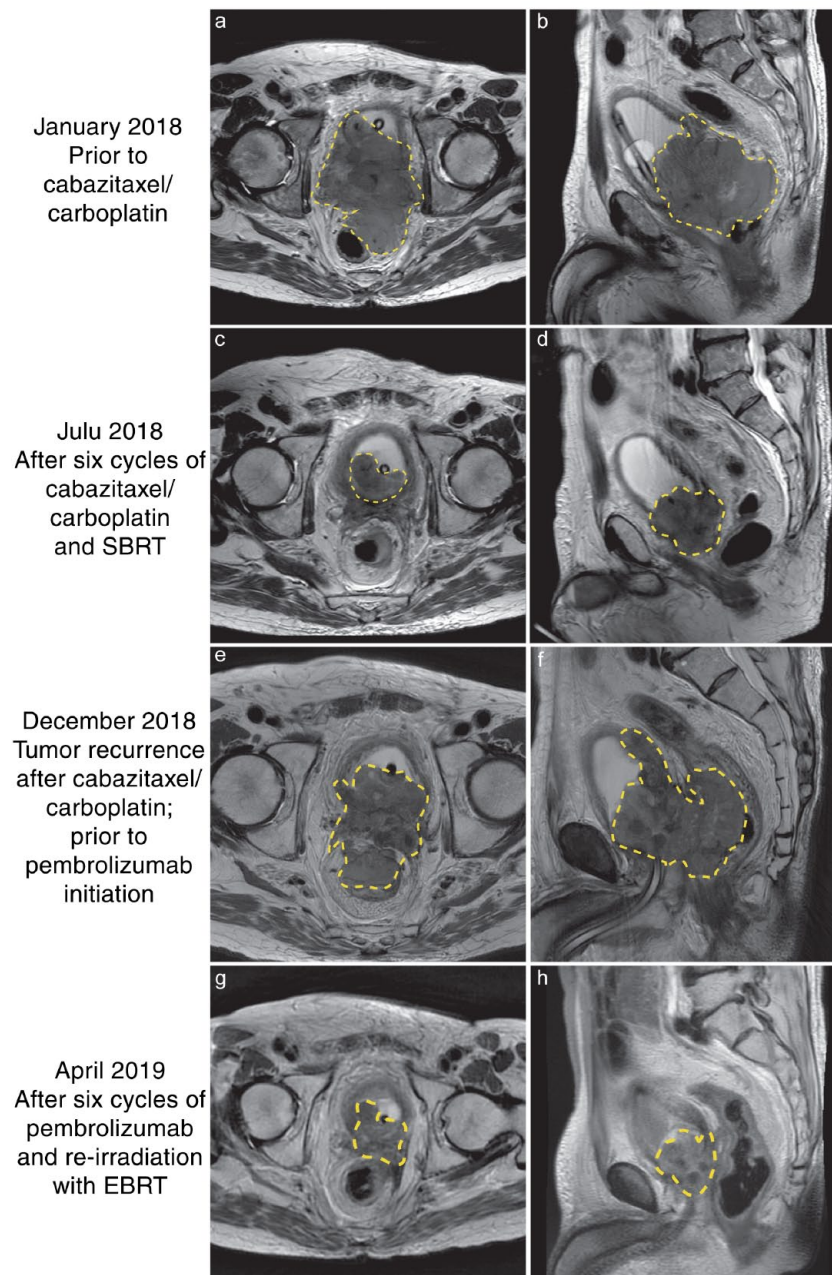 a
b
January 2018
Prior to
cabazitaxel/
carboplatin
c
d
Julu 2018
After six cycles of
cabazitaxel/
carboplatin
and SBRT
e
f
December 2018
Tumor recurrence
after cabazitaxel/
carboplatin;
prior to
pembrolizumab
initiation
g
h
April 2019
After six cycles of
pembrolizumab
and re-irradiation
with EBRT